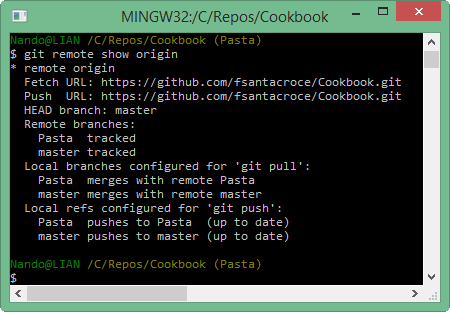 MINGW32:/C/Repos/Cookbook
Nando@LIAN /C/Repos/Cookbook (Pasta)
$ git remote show origin
* remote origin
  Fetch URL: https://github.com/fsantacroce/Cookbook.git
  Push  URL: https://github.com/fsantacroce/Cookbook.git
  HEAD branch: master
  Remote branches:
    Pasta  tracked
    master tracked
  Local branches configured for 'git pull':
    Pasta  merges with remote Pasta
    master merges with remote master
  Local refs configured for 'git push':
    Pasta  pushes to Pasta  (up to date)
    master pushes to master (up to date)
Nando@LIAN /C/Repos/Cookbook (Pasta)
$